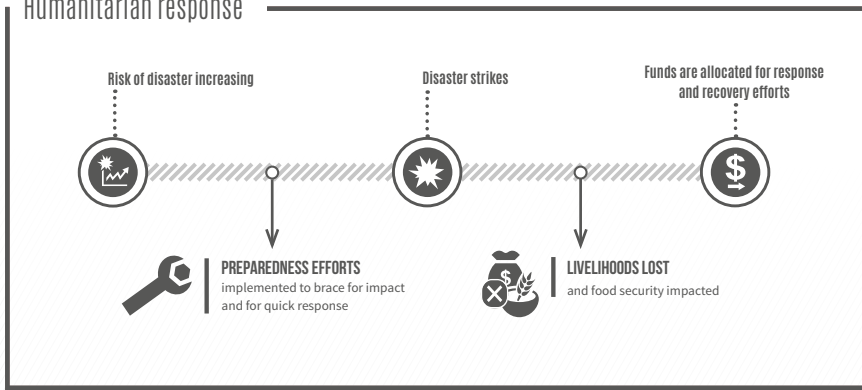 Humanitarian response
Risk of disaster increasing
Disaster strikes
Funds are allocated for response
and recovery efforts
$
PREPAREDNESS EFFORTS
implemented to brace for impact
and for quick response
$
LIVELIHOODS LOST
and food security impacted